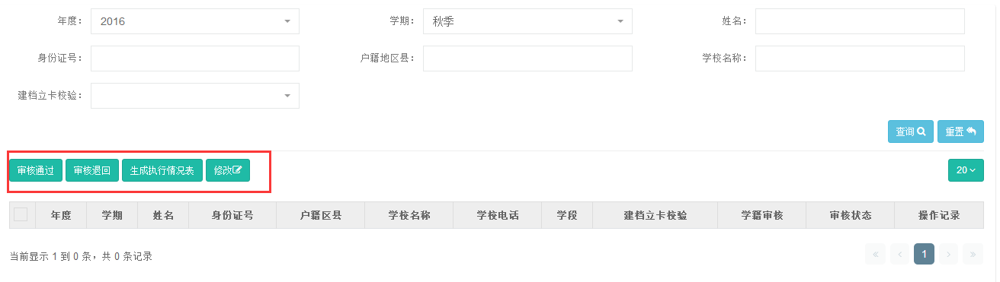 年度： 2016 学期： 秋季 姓名：
身份证号： 户籍地区县： 学校名称：
建档立卡校验：
查询 重置
审核通过 审核退回 生成执行情况表 修改 20
年度 学期 姓名 身份证号 户籍区县 学校名称 学校电话 学段 建档立卡校验 学籍审核 审核状态 操作记录
当前显示 1 到 0 条，共 0 条记录 « ‹ 1 › »